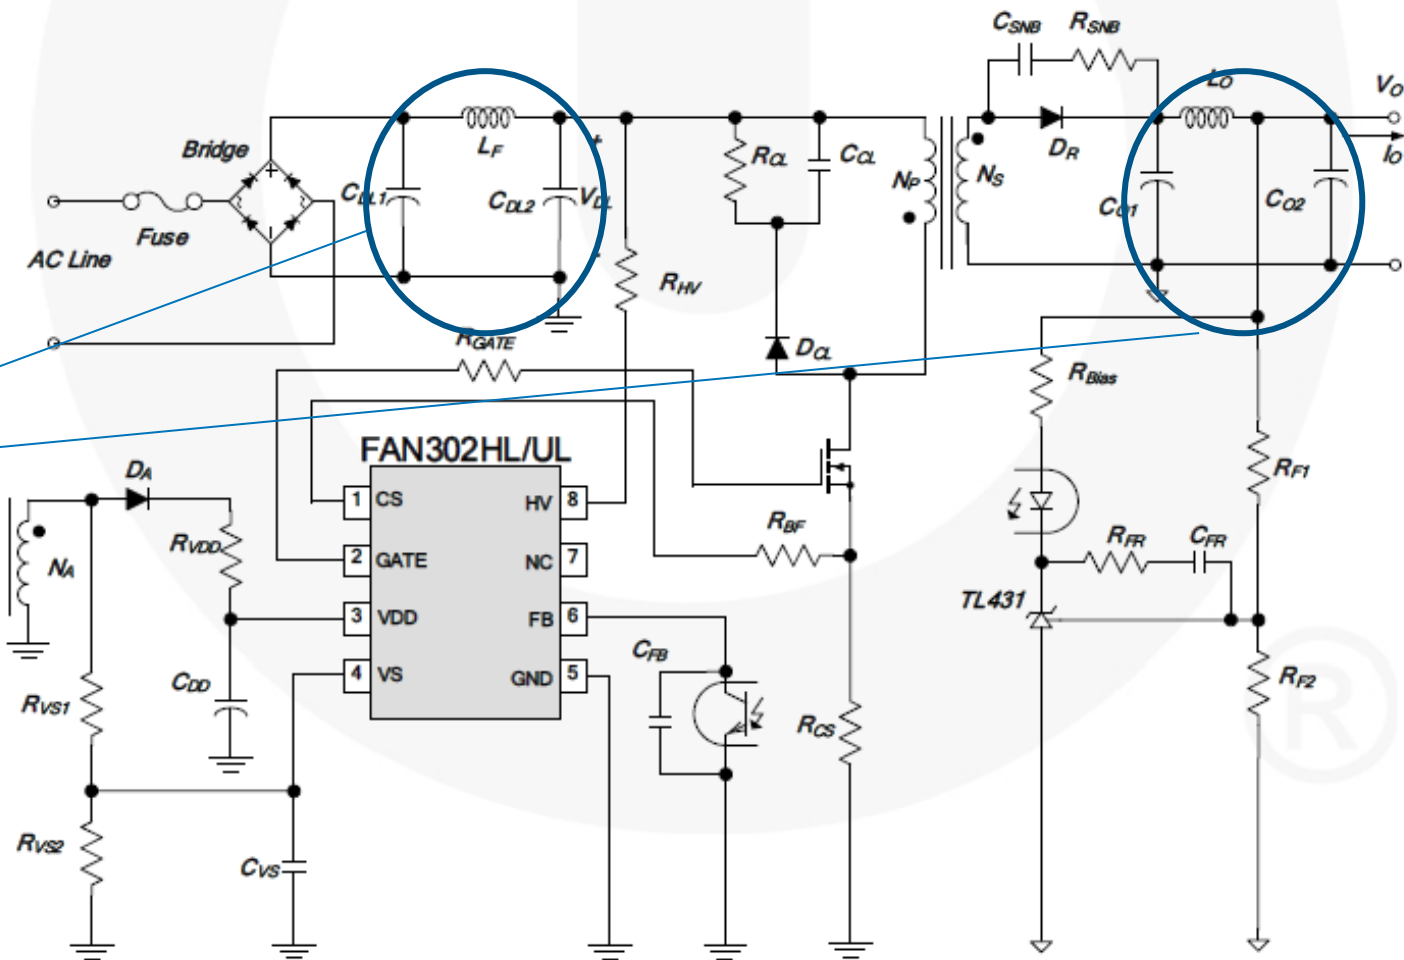 CSNB RSNB
LO
VO
IO
Bridge
LF
+
RCL CCL
NP NS
DR
CDL1
CDL2 VDL
CO1
CO2
Fuse
AC Line
-
RHV
RGATE
DCL
RBias
FAN302HL/UL
DA
RF1
1 CS
HV 8
RVDD
NA
2 GATE
NC 7
RBF
RFR CFR
TL431
3 VDD
FB 6
CFB
4 VS
GND 5
CDD
RVS1
RCS
RF2
RVS2
CVS
®